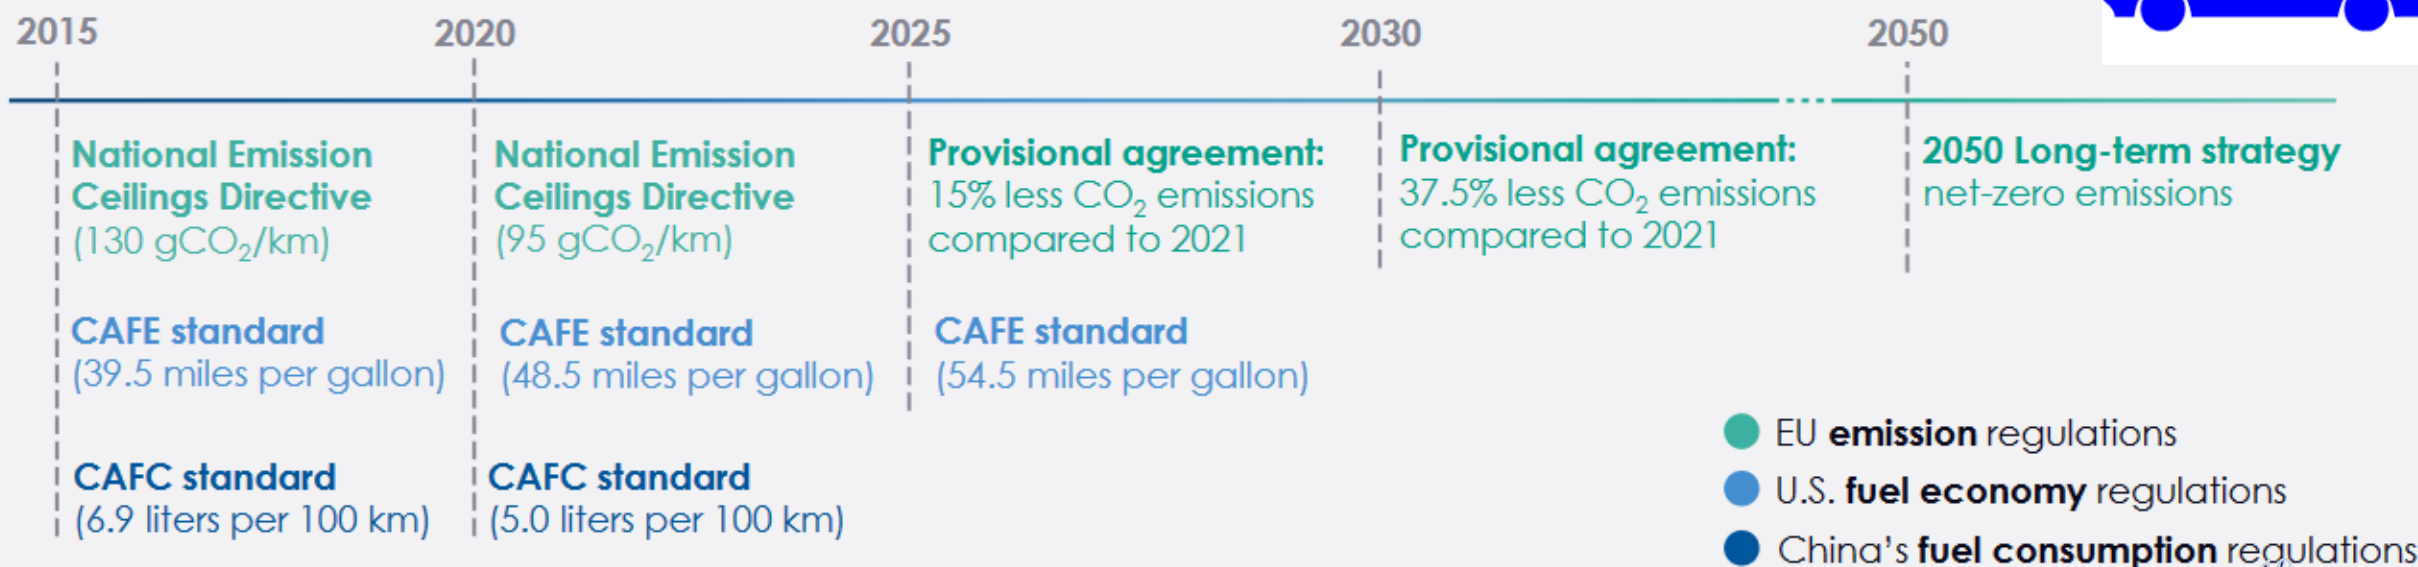 2015
2020
2025
2030
2050
National Emission
Ceilings Directive
(130 gCO₂/km)
National Emission
Ceilings Directive
(95 gCO₂/km)
Provisional agreement:
15% less CO₂ emissions
compared to 2021
Provisional agreement:
37.5% less CO₂ emissions
compared to 2021
2050 Long-term strategy
net-zero emissions
CAFE standard
(39.5 miles per gallon)
CAFE standard
(48.5 miles per gallon)
CAFE standard
(54.5 miles per gallon)
CAFC standard
(6.9 liters per 100 km)
CAFC standard
(5.0 liters per 100 km)
EU emission regulations
U.S. fuel economy regulations
China's fuel consumption regulations